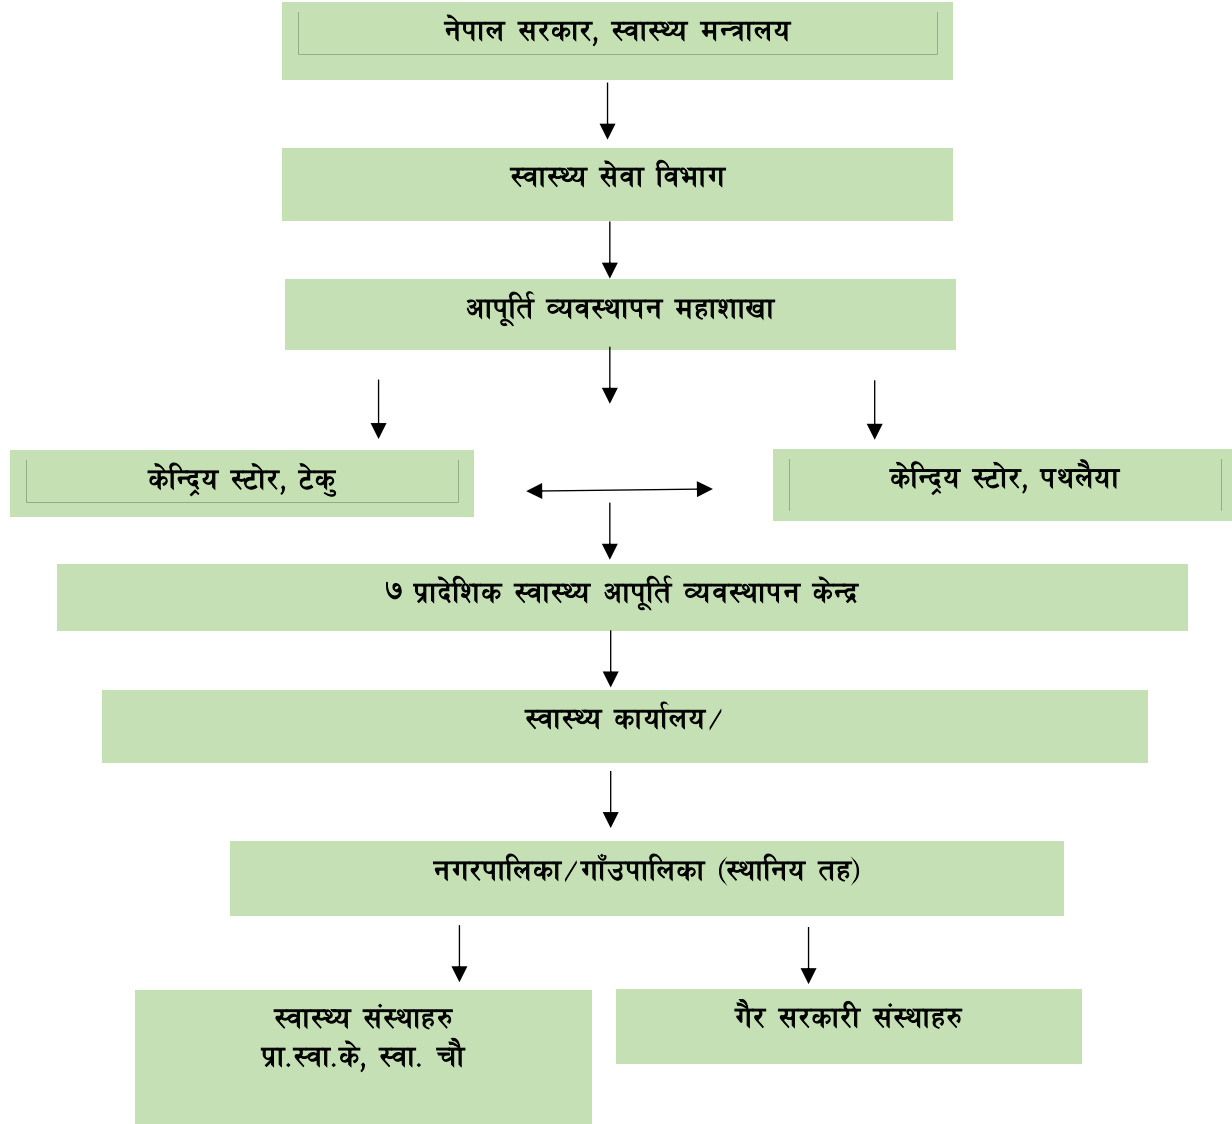 नेपाल सरकार, स्वास्थ्य मन्त्रालय
स्वास्थ्य सेवा विभाग
आपूर्ति व्यवस्थापन महाशाखा
केन्द्रिय स्टोर, टेकु
केन्द्रिय स्टोर, पथलैया
७ प्रादेशिक स्वास्थ्य आपूर्ति व्यवस्थापन केन्द्र
स्वास्थ्य कार्यालय/
नगरपालिका/गाँउपालिका (स्थानिय तह)
स्वास्थ्य संस्थाहरु
प्रा.स्वा.के, स्वा. चौ
गैर सरकारी संस्थाहरु